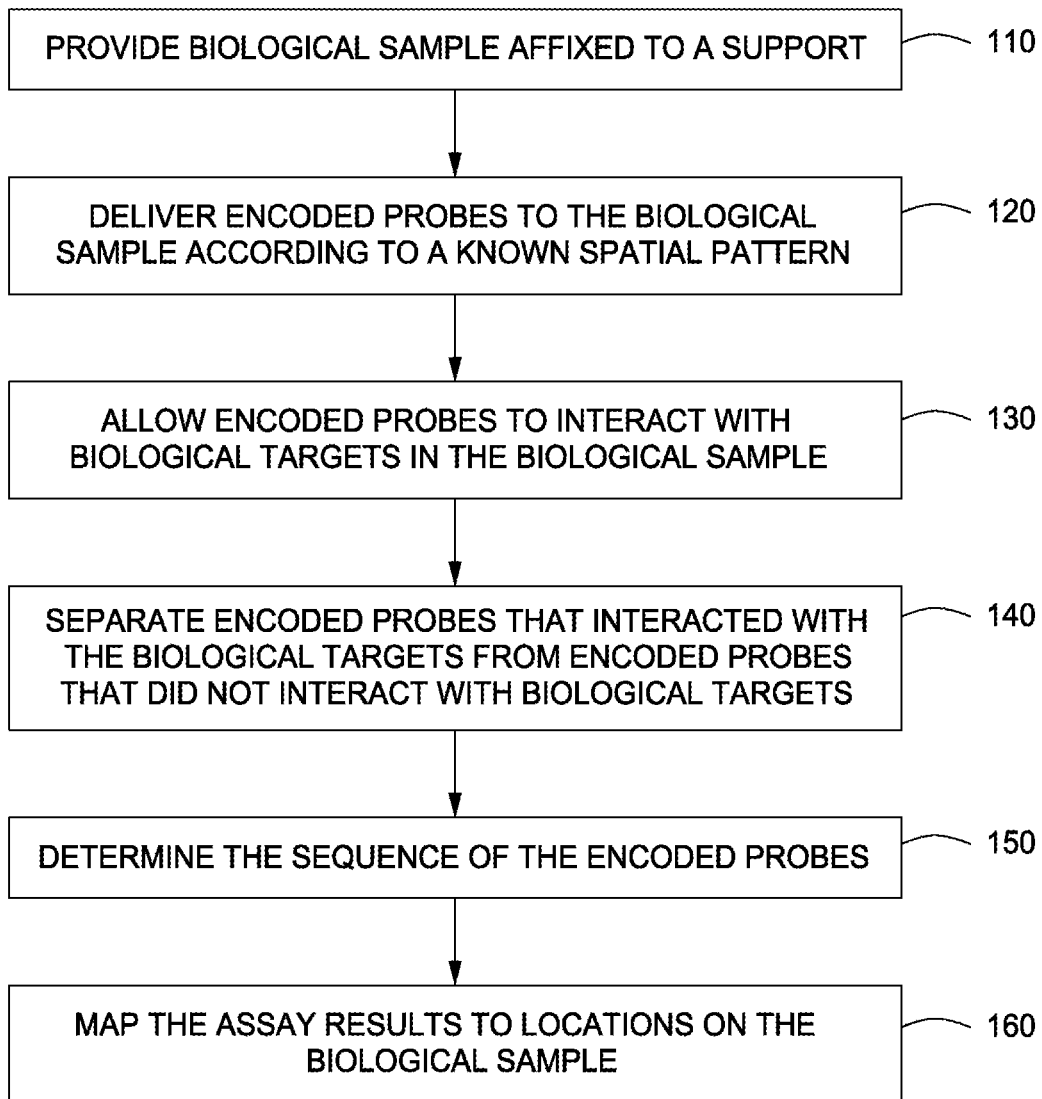 PROVIDE BIOLOGICAL SAMPLE AFFIXED TO A SUPPORT
110
DELIVER ENCODED PROBES TO THE BIOLOGICAL
SAMPLE ACCORDING TO A KNOWN SPATIAL PATTERN
120
ALLOW ENCODED PROBES TO INTERACT WITH
BIOLOGICAL TARGETS IN THE BIOLOGICAL SAMPLE
130
SEPARATE ENCODED PROBES THAT INTERACTED WITH
THE BIOLOGICAL TARGETS FROM ENCODED PROBES
THAT DID NOT INTERACT WITH BIOLOGICAL TARGETS
140
DETERMINE THE SEQUENCE OF THE ENCODED PROBES
150
MAP THE ASSAY RESULTS TO LOCATIONS ON THE
BIOLOGICAL SAMPLE
160